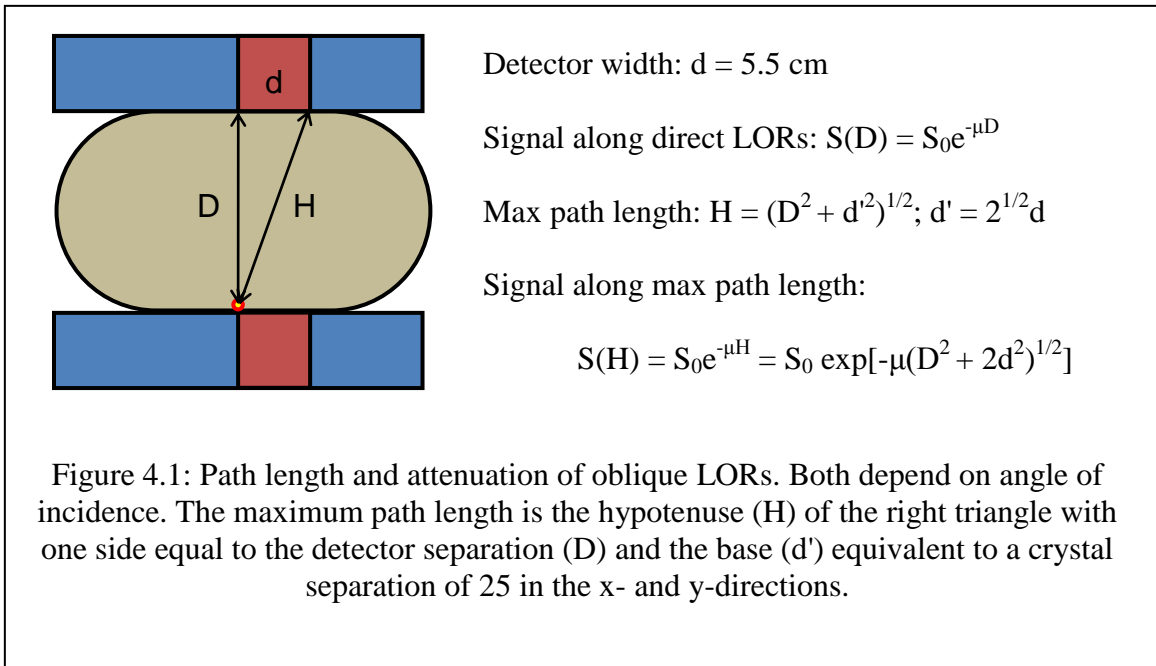 d
D
H
Detector width: d = 5.5 cm
Signal along direct LORs: S(D) = S₀e^-μD
Max path length: H = (D² + d'²)^1/2; d' = 2^1/2d
Signal along max path length:
S(H) = S₀e^-μH = S₀ exp[-μ(D² + 2d²)^1/2]
Figure 4.1: Path length and attenuation of oblique LORs. Both depend on angle of
incidence. The maximum path length is the hypotenuse (H) of the right triangle with
one side equal to the detector separation (D) and the base (d') equivalent to a crystal
separation of 25 in the x- and y-directions.